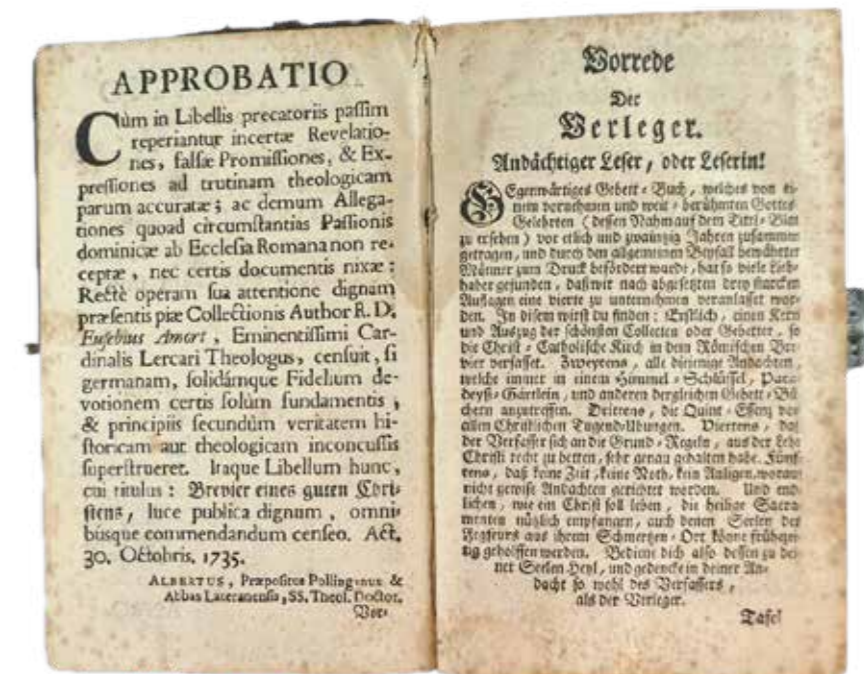 APPROBATIO
Cùm in Libellis precatoriis passim
reperiantur incertæ Revelatio-
nes, falsæ Promissiones, & Ex-
pressiones ad trutinam theologicam
parum accuratæ; ac demum Allega-
tiones quoad circumstantias Passionis
dominicæ ab Ecclesia Romana non re-
ceptæ, nec certis documentis nixæ:
Rectè operam sua attentione dignam
præsentis piæ Collectionis Author R. D.
Eusebius Amort, Eminentissimi Car-
dinalis Lercari Theologus, censuit, si
germanam, solidámque Fidelium de-
votionem certis solùm fundamentis,
& principiis secundùm veritatem hi-
storicam aut theologicam inconcussis
superstrueret. Itaque Libellum hunc,
cui titulus: Brevier eines guten Chri-
stens, luce publica dignum, omni-
búsque commendandum censeo. Act.
30. Octobris. 1735.
ALBERTUS, Præpositus Pollinganus &
Abbas Lateranensis, SS. Theol. Doctor.
Vor-
Vorrede
Der
Verleger.
Andächtiger Leser, oder Leserin!
GEgenwärtiges Gebett-Buch, welches von ei-
nem vornehmen und weit-berühmten Gottes-
Gelehrten (dessen Nahm auf dem Titul-Blat
zu ersehen) vor etlich und zwaintzig Jahren zusammen
getragen, und durch den allgemeinen Beyfall bewährter
Männer zum Druck befördert wurde, hat so viele Lieb-
haber gefunden, daß wir nach abgesetzten drey starcken
Auflagen eine vierte zu unternehmen veranlasset wor-
den. In disem wirst du finden: Erstlich, einen Kern
und Auszug der schönsten Collecten oder Gebetter, so
die Christ-Catholische Kirch in dem Römischen Bre-
vier verfasset. Zweytens, alle diejenige Andachten,
welche immer in einem Himmel-Schlüssel, Para-
deyß-Gärtlein, und anderen dergleichen Gebett-Bü-
chern anzutreffen. Drittens, die Quint-Essenz von
allen Christlichen Tugend-Ubungen. Viertens, daß
der Verfasser sich an die Grund-Regeln, aus der Lehr
Christi recht zu betten, sehr genau gehalten habe. Fünf-
tens, daß keine Zeit, keine Noth, kein Anligen, worauf
nicht gewise Andachten gerichtet worden. Und end-
lichen, wie ein Christ soll leben, die heilige Sacra-
menten nützlich empfangen, auch denen Seelen des
Fegfeurs aus ihrem Schmertzen-Ort könne frühzei-
tig geholffen werden. Bediene dich also dessen zu dei-
ner Seelen Heyl, und gedencke in deiner An-
dacht so wohl des Verfassers,
als der Verleger.
Tafel